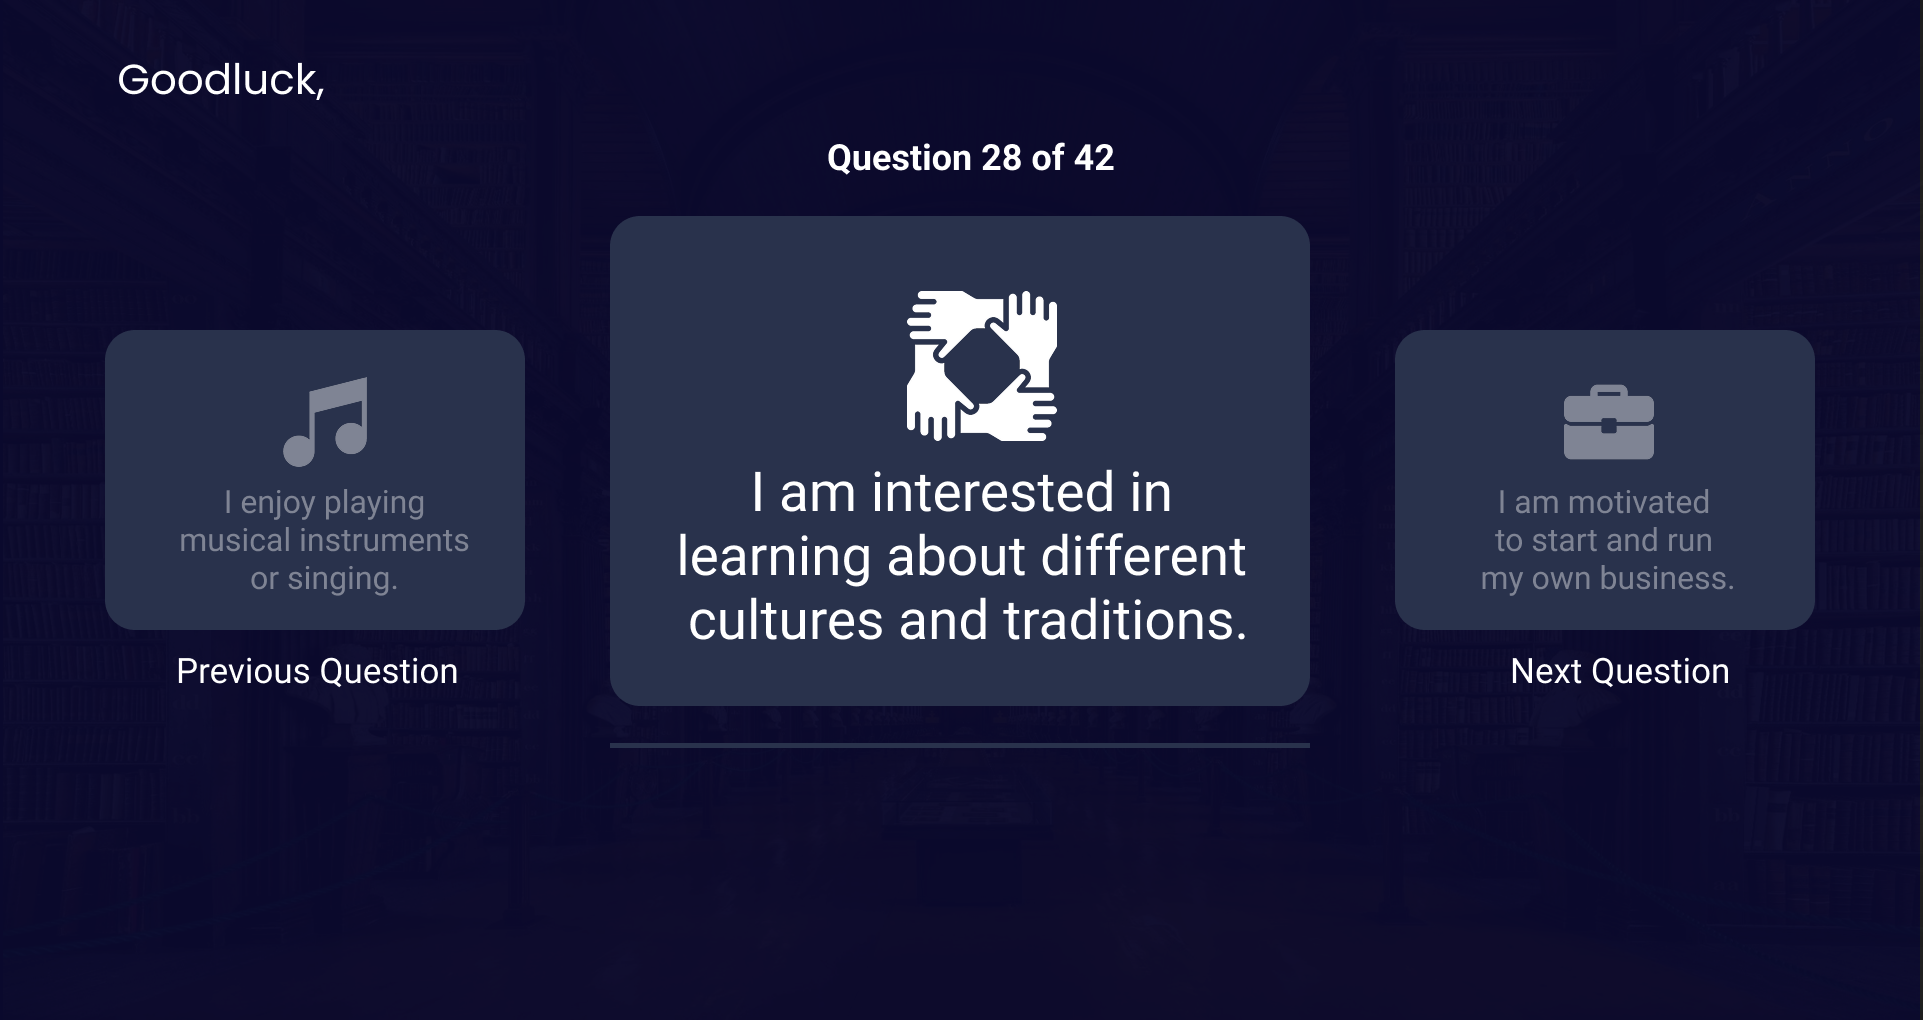 Goodluck,
Question 28 of 42
I enjoy playing
musical instruments
or singing.
Previous Question
I am interested in
learning about different
cultures and traditions.
I am motivated
to start and run
my own business.
Next Question